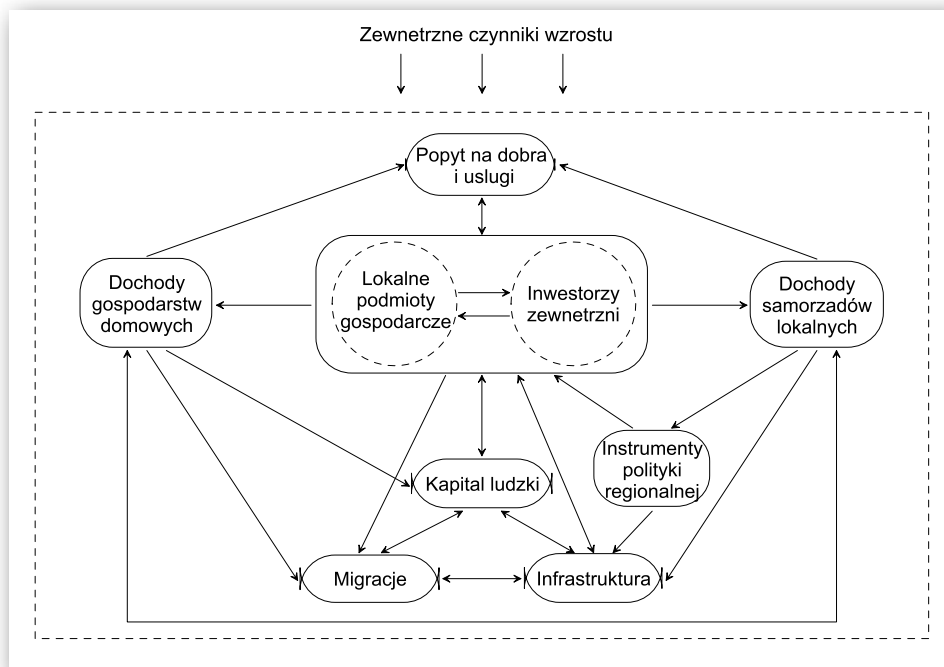 Zewnetrzne czynniki wzrostu
Popyt na dobra
i uslugi
Dochody
gospodarstw
domowych
Lokalne
podmioty
gospodarcze
Inwestorzy
zewnetrzni
Dochody
samorzadów
lokalnych
Instrumenty
polityki
regionalnej
Kapital ludzki
Migracje
Infrastruktura